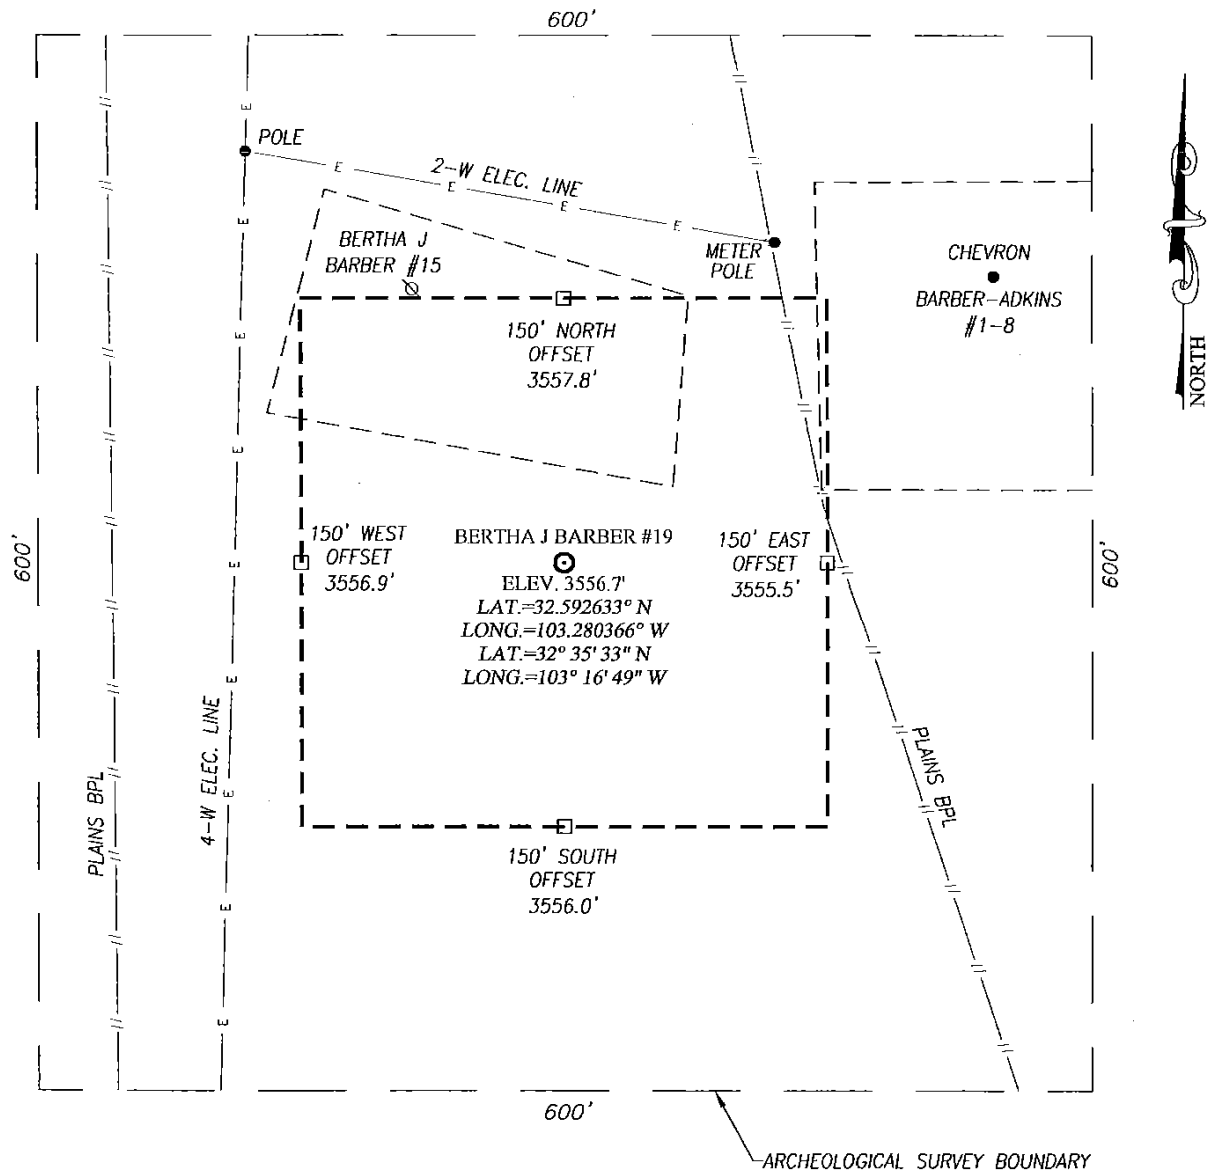 600'
POLE
2-W ELEC. LINE
BERTHA J
BARBER #15
METER
POLE
CHEVRON
BARBER-ADKINS
#1-8
NORTH
150' NORTH
OFFSET
3557.8'
600'
150' WEST
OFFSET
3556.9'
BERTHA J BARBER #19
ELEV. 3556.7'
LAT.=32.592633° N
LONG.=103.280366° W
LAT.=32° 35' 33" N
LONG.=103° 16' 49" W
150' EAST
OFFSET
3555.5'
600'
PLAINS BPL
4-W ELEC. LINE
PLAINS BPL
150' SOUTH
OFFSET
3556.0'
600'
ARCHEOLOGICAL SURVEY BOUNDARY
E
E
E
E
E
E
E
E
E
E
E
E
E